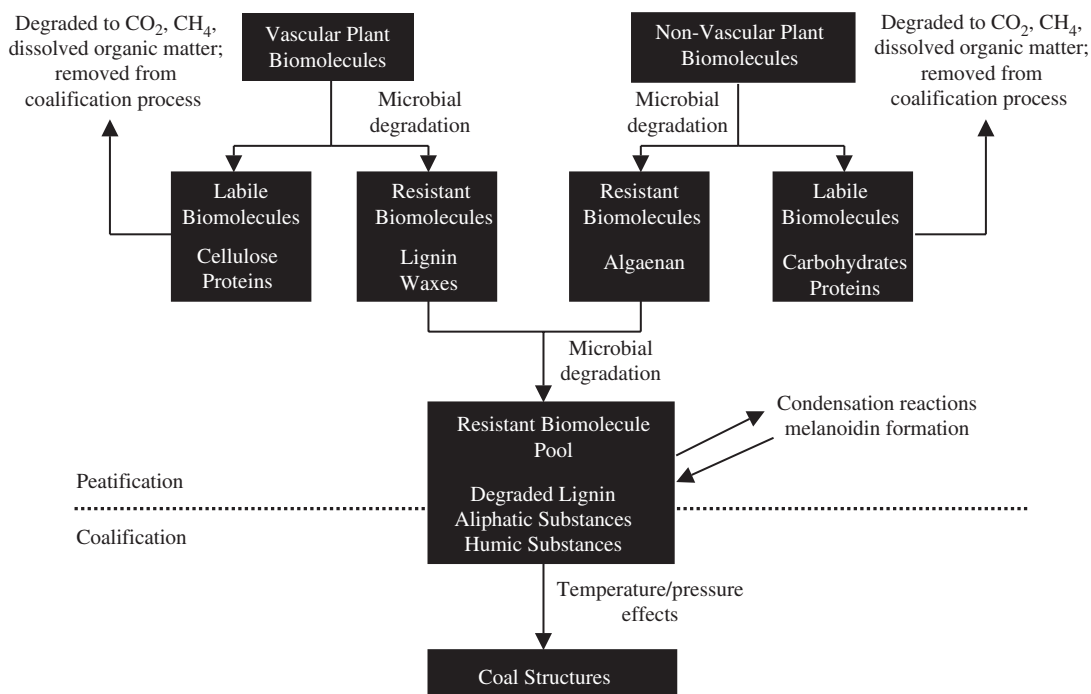 Degraded to CO₂, CH₄,
dissolved organic matter;
removed from
coalification process
Vascular Plant
Biomolecules
Non-Vascular Plant
Biomolecules
Degraded to CO₂, CH₄,
dissolved organic matter;
removed from
coalification process
Microbial
degradation
Microbial
degradation
Labile
Biomolecules
Cellulose
Proteins
Resistant
Biomolecules
Lignin
Waxes
Resistant
Biomolecules
Algaenan
Labile
Biomolecules
Carbohydrates
Proteins
Microbial
degradation
Resistant Biomolecule
Pool
Degraded Lignin
Aliphatic Substances
Humic Substances
Condensation reactions
melanoidin formation
Peatification
Coalification
Temperature/pressure
effects
Coal Structures